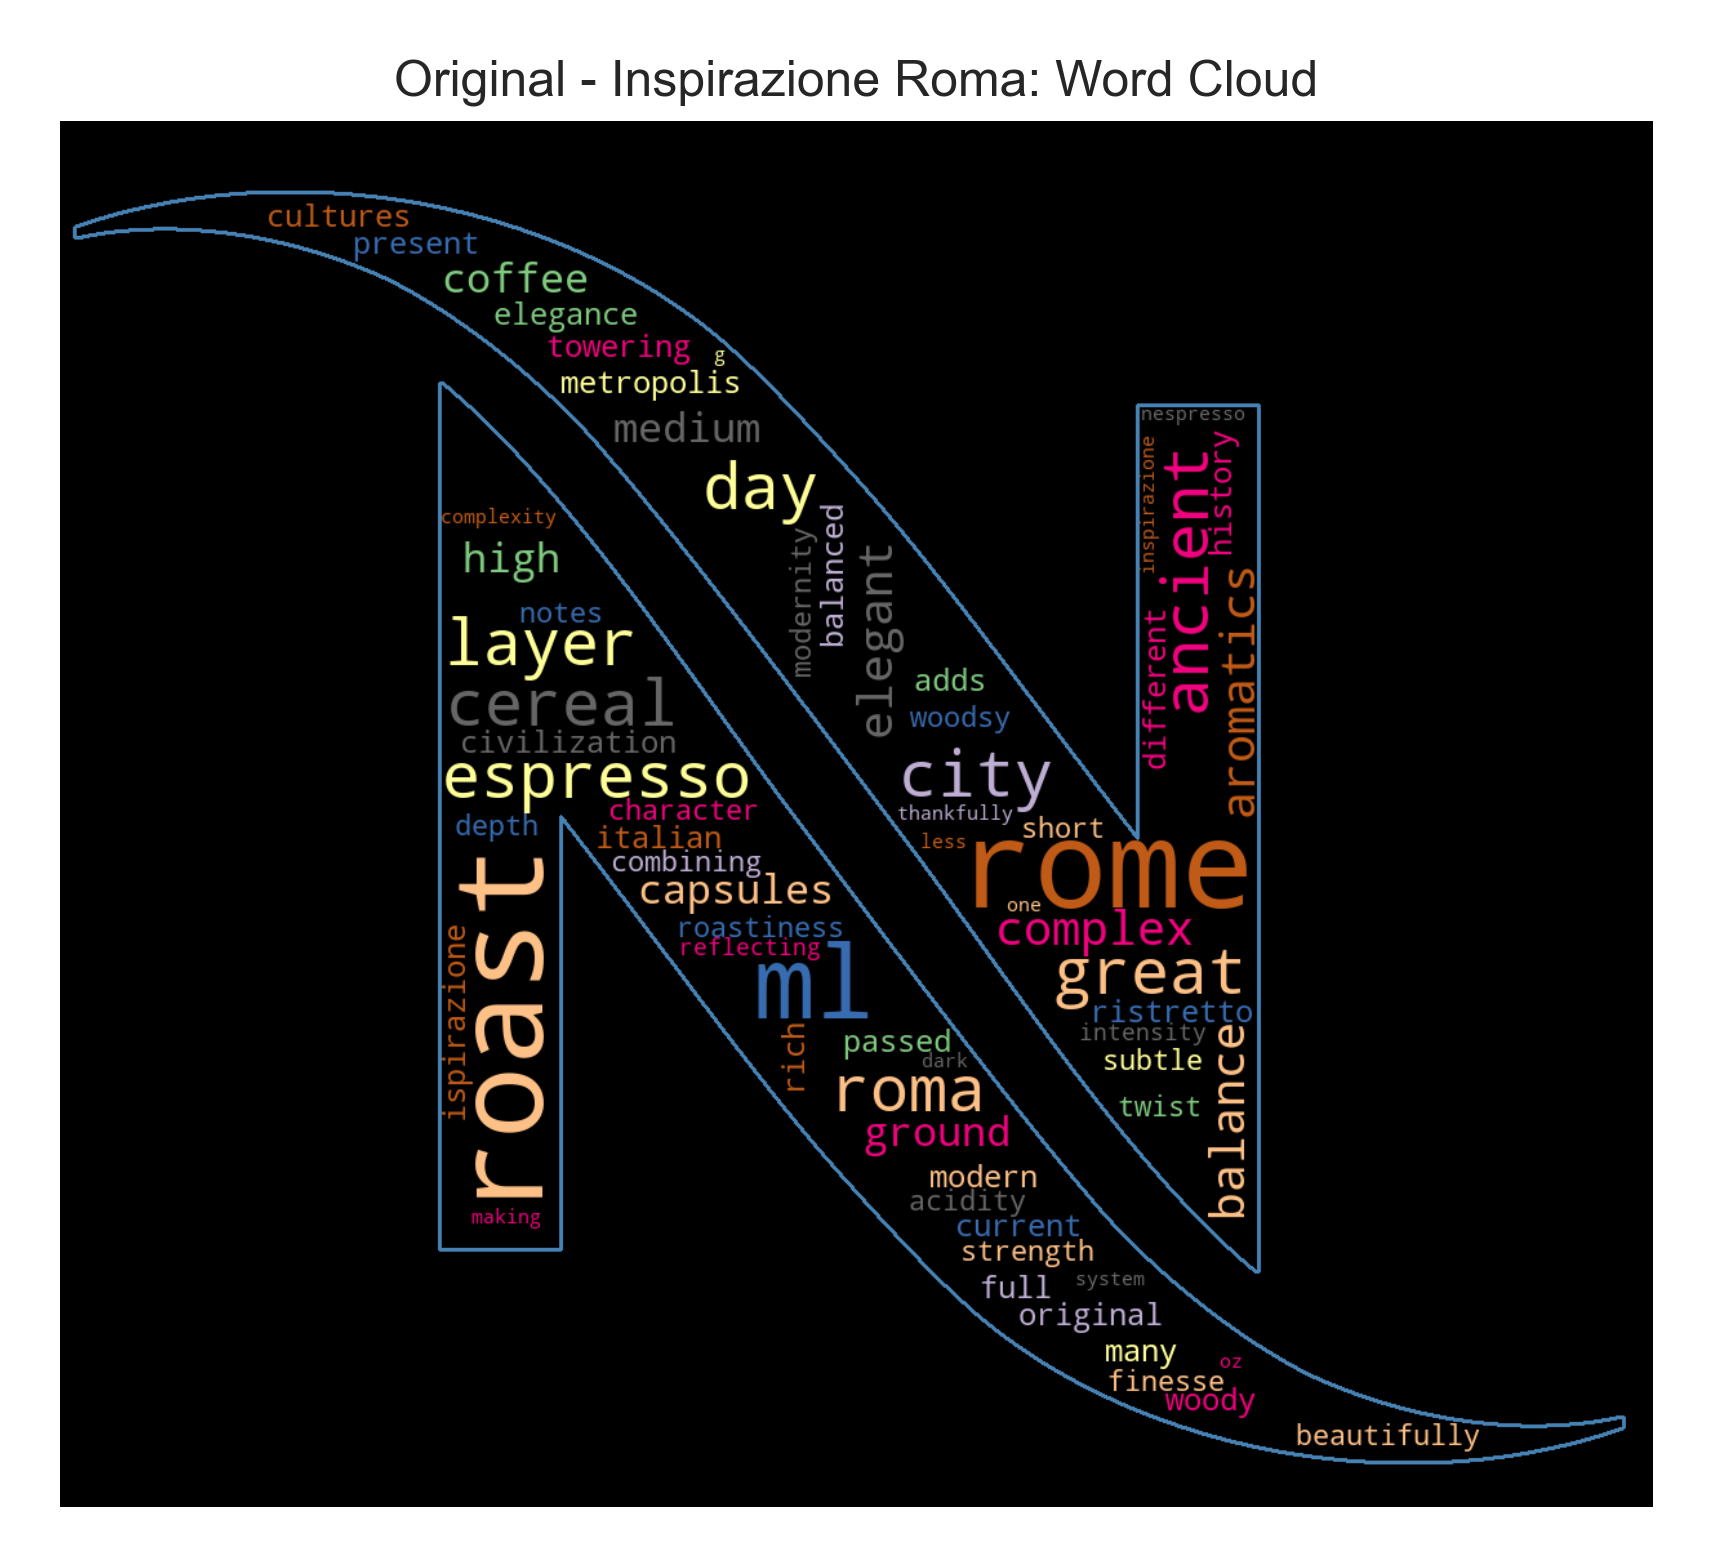 Original - Inspirazione Roma: Word Cloud
cultures
present
coffee
elegance
towering
g
metropolis
medium
day
balanced
modernity
elegant
adds
woodsy
city
thankfully
short
less
rome
one
complex
great
ristretto
intensity
subtle
balance
twist
nespresso
inspirazione
ancient
history
different
aromatics
complexity
high
notes
layer
cereal
civilization
espresso
character
depth
italian
combining
capsules
roast
ispirazione
making
roastiness
reflecting
ml
rich
passed
dark
roma
ground
modern
acidity
current
strength
full
system
original
many
oz
finesse
woody
beautifully